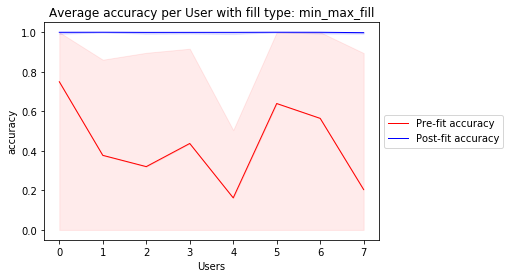 Average accuracy per User with fill type: min_max_fill
1.0
0.8
0.6
0.4
0.2
0.0
accuracy
0 1 2 3 4 5 6 7
Users
Pre-fit accuracy
Post-fit accuracy